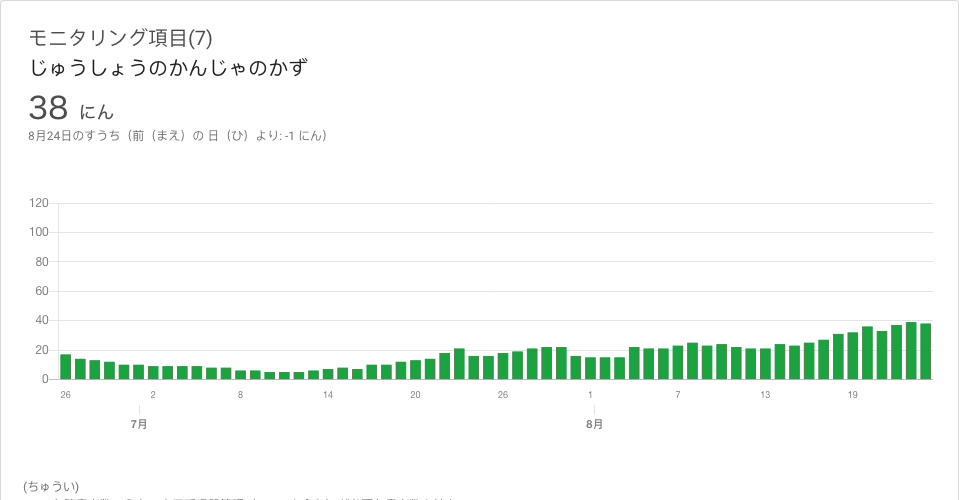 モニタリング項目(7)
じゅうしょうのかんじゃのかず
38 にん
8月24日のすうち（前（まえ）の 日（ひ）より: -1 にん）
120
100
80
60
40
20
0
26 2 8 14 20 26 1 7 13 19
7月 8月
(ちゅうい)